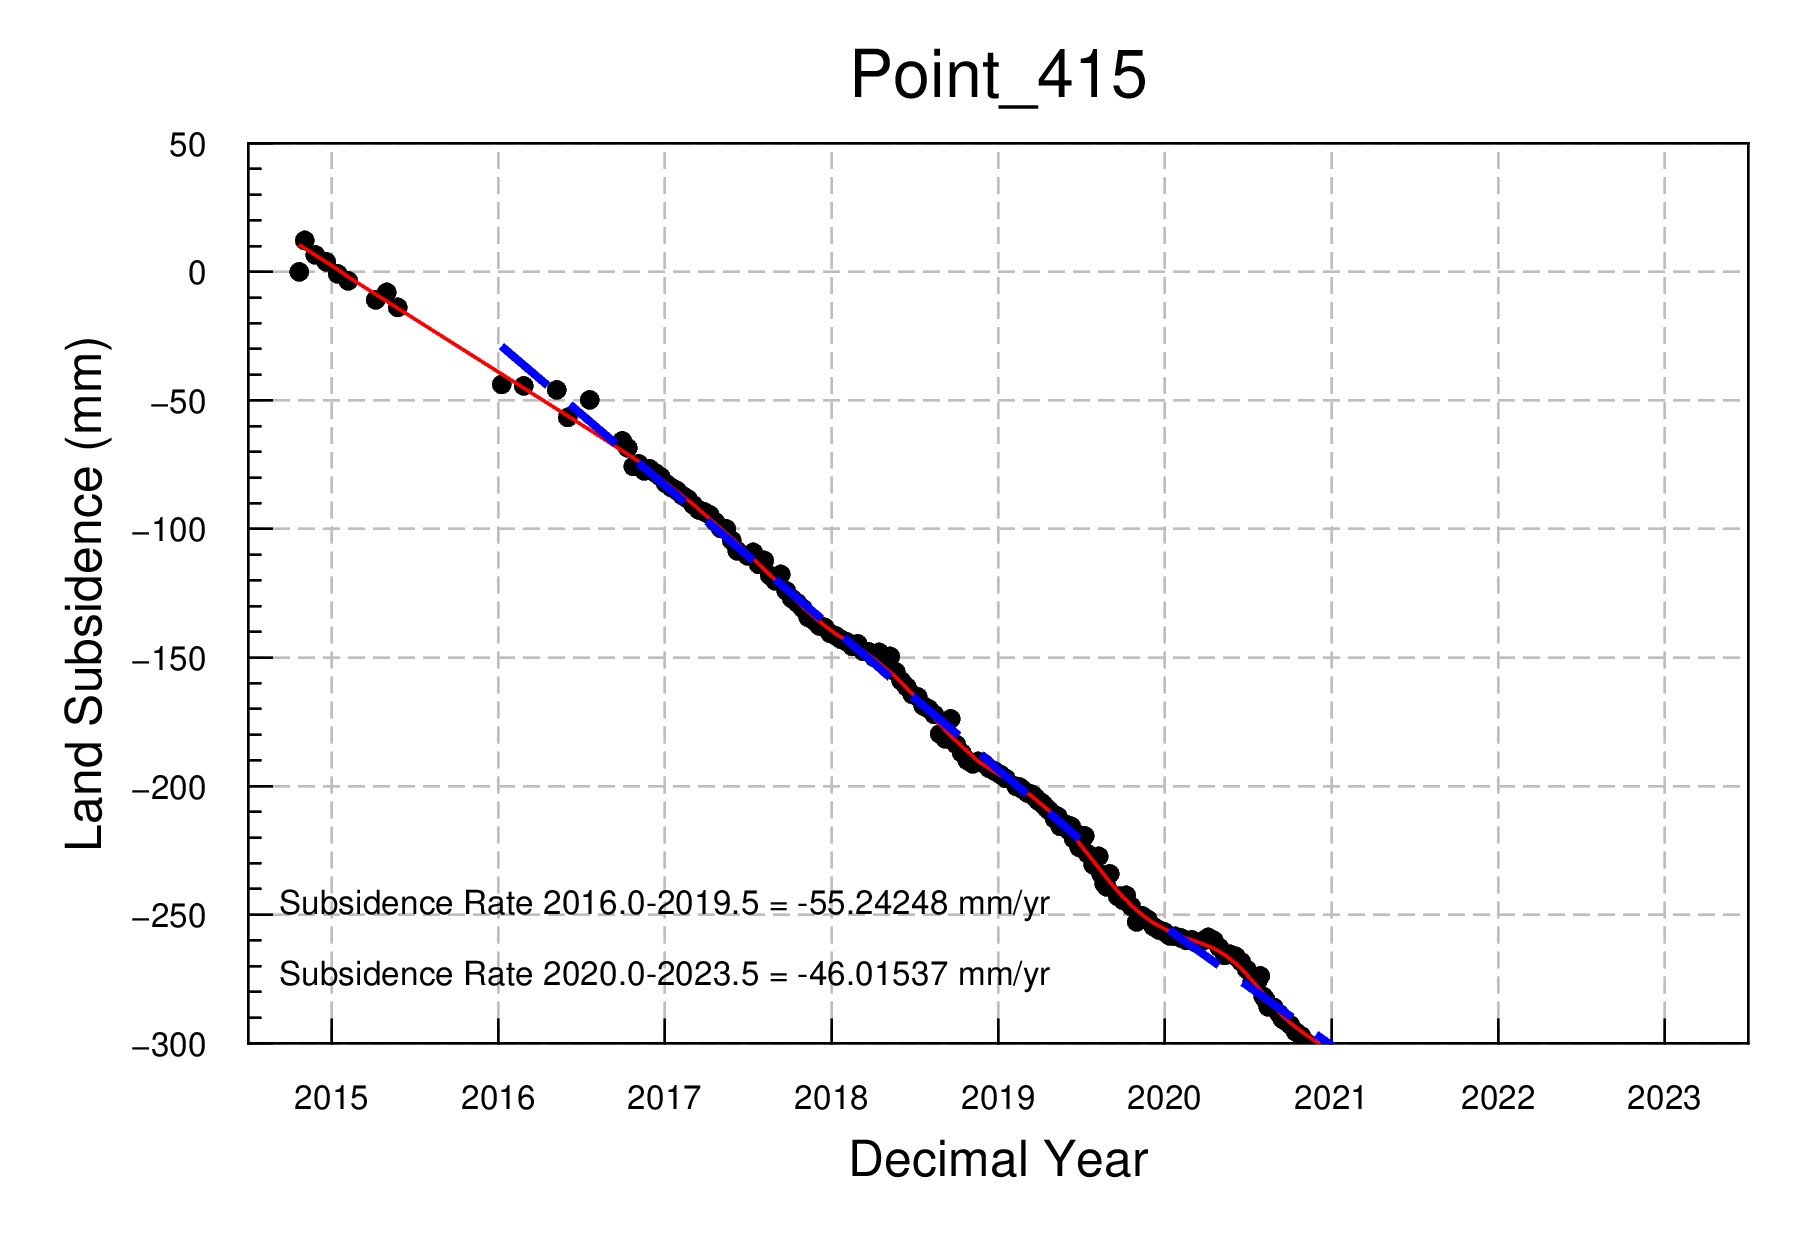 Point_415
50
0
−50
−100
−150
−200
−250
−300
Land Subsidence (mm)
Subsidence Rate 2016.0-2019.5 = -55.24248 mm/yr
Subsidence Rate 2020.0-2023.5 = -46.01537 mm/yr
2015 2016 2017 2018 2019 2020 2021 2022 2023
Decimal Year